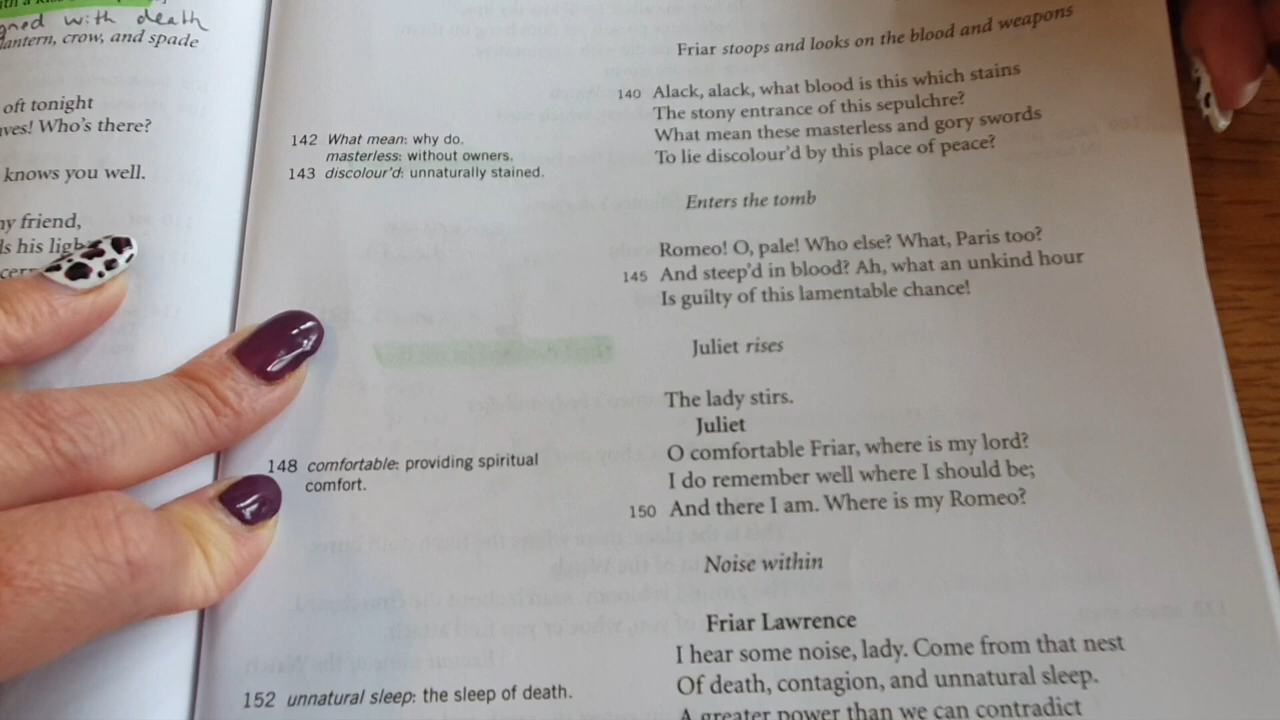 gned with death
lantern, crow, and spade
oft tonight
ves! Who's there?
knows you well.
y friend,
his
142 What mean: why do.
masterless: without owners.
143 discolour'd: unnaturally stained.
148 comfortable: providing spiritual
comfort.
152 unnatural sleep: the sleep of death.
Friar stoops and looks on the blood and weapons
140 Alack, alack, what blood is this which stains
The stony entrance of this sepulchre?
What mean these masterless and gory swords
To lie discolour'd by this place of peace?
Enters the tomb
Romeo! O, pale! Who else? What, Paris too?
145 And steep'd in blood? Ah, what an unkind hour
Is guilty of this lamentable chance!
Juliet rises
The lady stirs.
Juliet
O comfortable Friar, where is my lord?
I do remember well where I should be;
150 And there I am. Where is my Romeo?
Noise within
Friar Lawrence
I hear some noise, lady. Come from that nest
Of death, contagion, and unnatural sleep.
A greater power than we can contradict